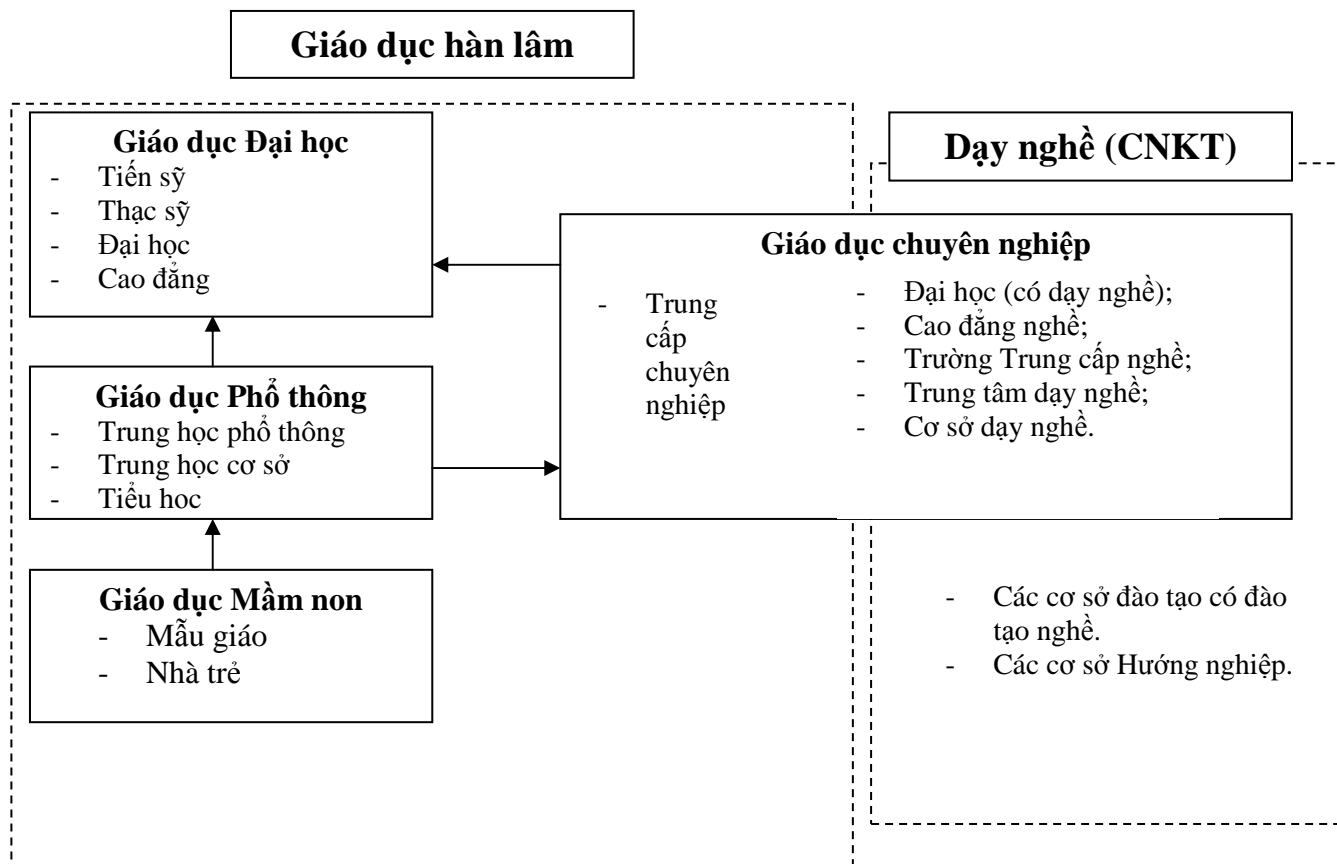 Giáo dục hàn lâm
Giáo dục Đại học
- Tiến sỹ
- Thạc sỹ
- Đại học
- Cao đẳng
Dạy nghề (CNKT)
Giáo dục chuyên nghiệp
- Trung
cấp
chuyên
nghiệp
- Đại học (có dạy nghề);
- Cao đẳng nghề;
- Trường Trung cấp nghề;
- Trung tâm dạy nghề;
- Cơ sở dạy nghề.
Giáo dục Phổ thông
- Trung học phổ thông
- Trung học cơ sở
- Tiểu hoc
Giáo dục Mầm non
- Mẫu giáo
- Nhà trẻ
- Các cơ sở đào tạo có đào
tạo nghề.
- Các cơ sở Hướng nghiệp.